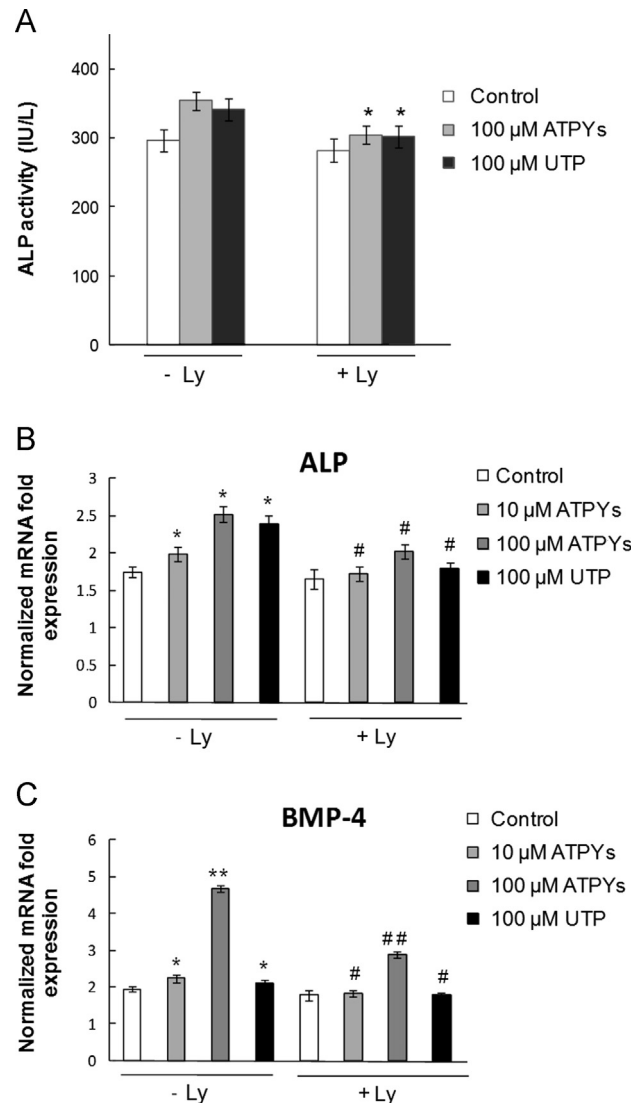 A
ALP activity (IU/L)
400
300
300
300
0
* *
Control
100 µM ATPYs
100 µM UTP
- Ly + Ly
B
ALP
Normalized mRNA fold
expression
3
2.5
2
1.5
1
0.5
0
* * * # # #
Control
10 µM ATPYs
100 µM ATPYs
100 µM UTP
- Ly + Ly
C
BMP-4
Normalized mRNA fold
expression
6
5
4
3
2
1
0
* ** * # ## #
Control
10 µM ATPYs
100 µM ATPYs
100 µM UTP
- Ly + Ly